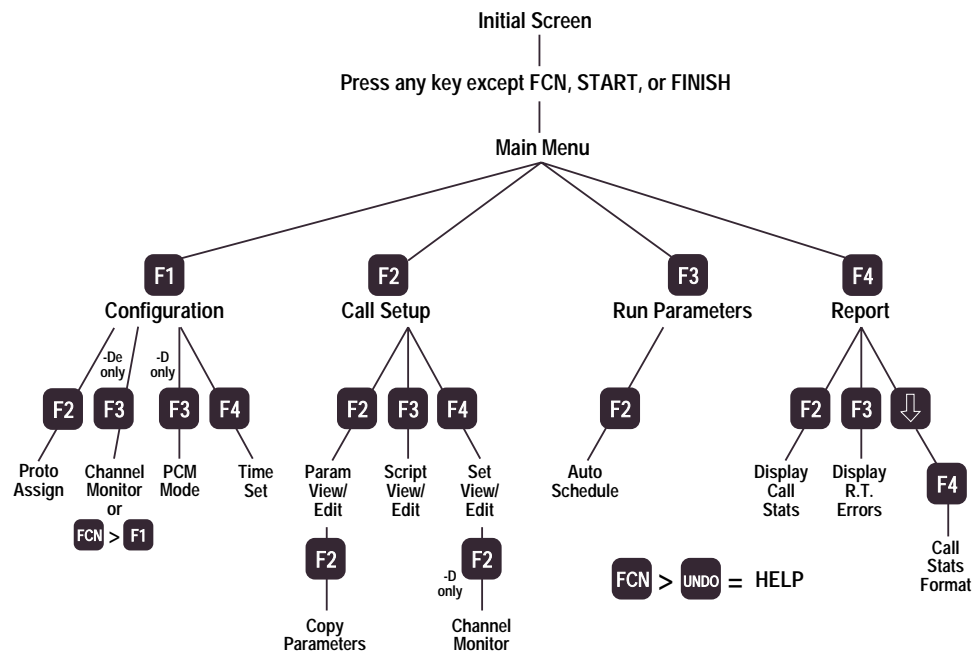 Initial Screen
Press any key except FCN, START, or FINISH
Main Menu
F1
F2
F3
F4
Configuration
Call Setup
Run Parameters
Report
-De
only
-D
only
F2
F3
F3
F4
F2
F3
F4
F2
F2
F3
⇩
Proto
Assign
Channel
Monitor
or
FCN > F1
PCM
Mode
Time
Set
Param
View/
Edit
Script
View/
Edit
Set
View/
Edit
Auto
Schedule
Display
Call
Stats
Display
R.T.
Errors
F4
Call
Stats
Format
F2
Copy
Parameters
-D
only
F2
Channel
Monitor
FCN > UNDO = HELP